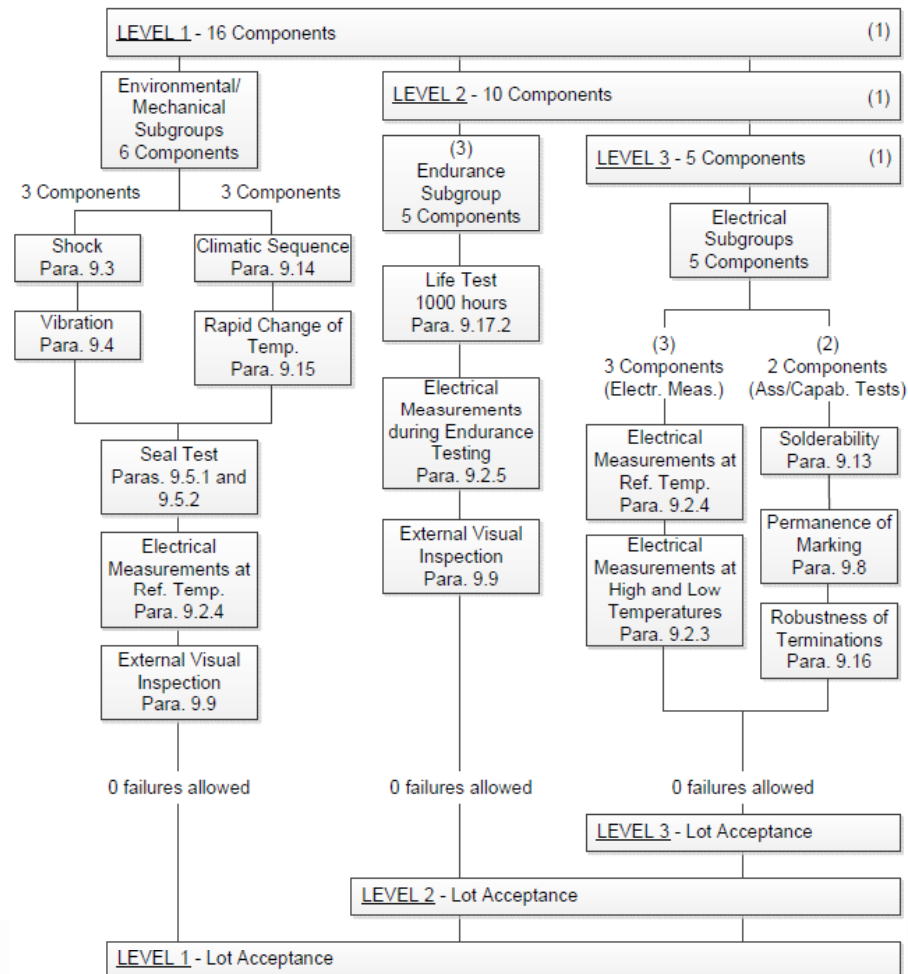 LEVEL 1 - 16 Components (1)
Environmental/
Mechanical
Subgroups
6 Components
3 Components
3 Components
Shock
Para. 9.3
Vibration
Para. 9.4
Climatic Sequence
Para. 9.14
Rapid Change of
Temp.
Para. 9.15
Seal Test
Paras. 9.5.1 and
9.5.2
Electrical
Measurements at
Ref. Temp.
Para. 9.2.4
External Visual
Inspection
Para. 9.9
0 failures allowed
LEVEL 2 - 10 Components (1)
(3)
Endurance
Subgroup
5 Components
Life Test
1000 hours
Para. 9.17.2
Electrical
Measurements
during Endurance
Testing
Para. 9.2.5
External Visual
Inspection
Para. 9.9
0 failures allowed
LEVEL 3 - 5 Components (1)
Electrical
Subgroups
5 Components
(3)
3 Components
(Electr. Meas.)
Electrical
Measurements at
Ref. Temp.
Para. 9.2.4
Electrical
Measurements at
High and Low
Temperatures
Para. 9.2.3
(2)
2 Components
(Ass/Capab. Tests)
Solderability
Para. 9.13
Permanence of
Marking
Para. 9.8
Robustness of
Terminations
Para. 9.16
0 failures allowed
LEVEL 3 - Lot Acceptance
LEVEL 2 - Lot Acceptance
LEVEL 1 - Lot Acceptance